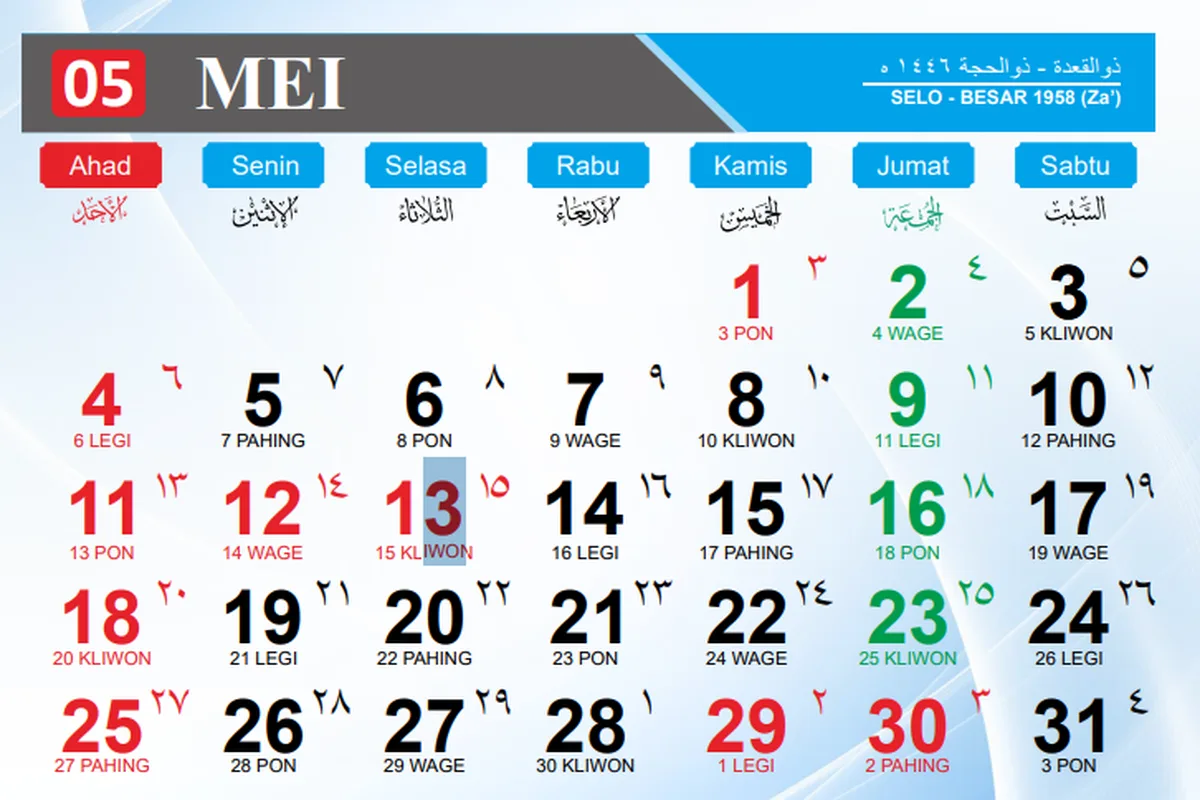 05 MEI
ذوالقعدة - ذوالحجة ١٤٤٦ ه
SELO - BESAR 1958 (Za’)
Ahad Senin Selasa Rabu Kamis Jumat Sabtu
الأحد الإثنين الثلاثاء الأربعاء الخميس الجمعة السبت
1 ٣ 2 ٤ 3 ٥
3 PON 4 WAGE 5 KLIWON
4 ٦ 5 ٧ 6 ٨ 7 ٩ 8 ١٠ 9 ١١ 10 ١٢
6 LEGI 7 PAHING 8 PON 9 WAGE 10 KLIWON 11 LEGI 12 PAHING
11 ١٣ 12 ١٤ 13 ١٥ 14 ١٦ 15 ١٧ 16 ١٨ 17 ١٩
13 PON 14 WAGE 15 KLIWON 16 LEGI 17 PAHING 18 PON 19 WAGE
18 ٢٠ 19 ٢١ 20 ٢٢ 21 ٢٣ 22 ٢٤ 23 ٢٥ 24 ٢٦
20 KLIWON 21 LEGI 22 PAHING 23 PON 24 WAGE 25 KLIWON 26 LEGI
25 ٢٧ 26 ٢٨ 27 ٢٩ 28 ١ 29 ٢ 30 ٣ 31 ٤
27 PAHING 28 PON 29 WAGE 30 KLIWON 1 LEGI 2 PAHING 3 PON